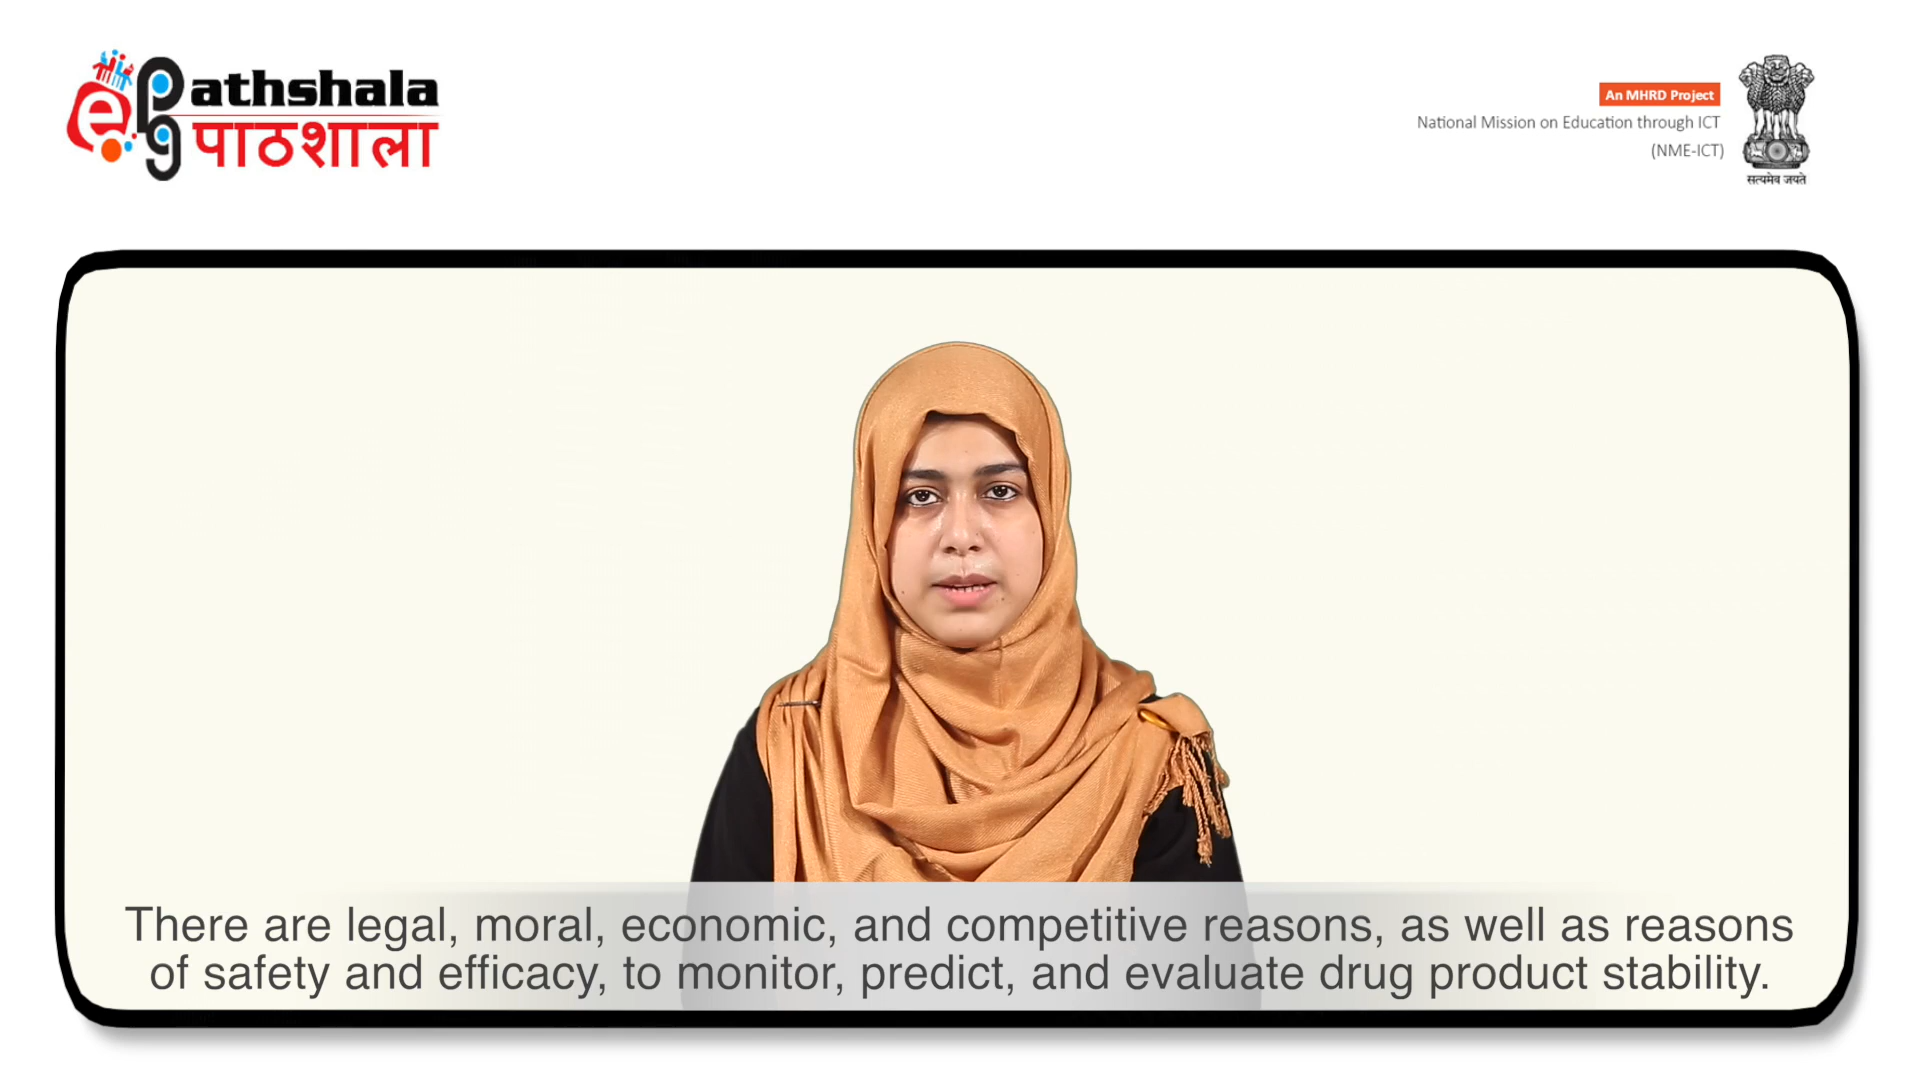 e Pg Pathshala
पाठशाला
An MHRD Project
National Mission on Education through ICT
(NME-ICT)
सत्यमेव जयते
There are legal, moral, economic, and competitive reasons, as well as reasons
of safety and efficacy, to monitor, predict, and evaluate drug product stability.